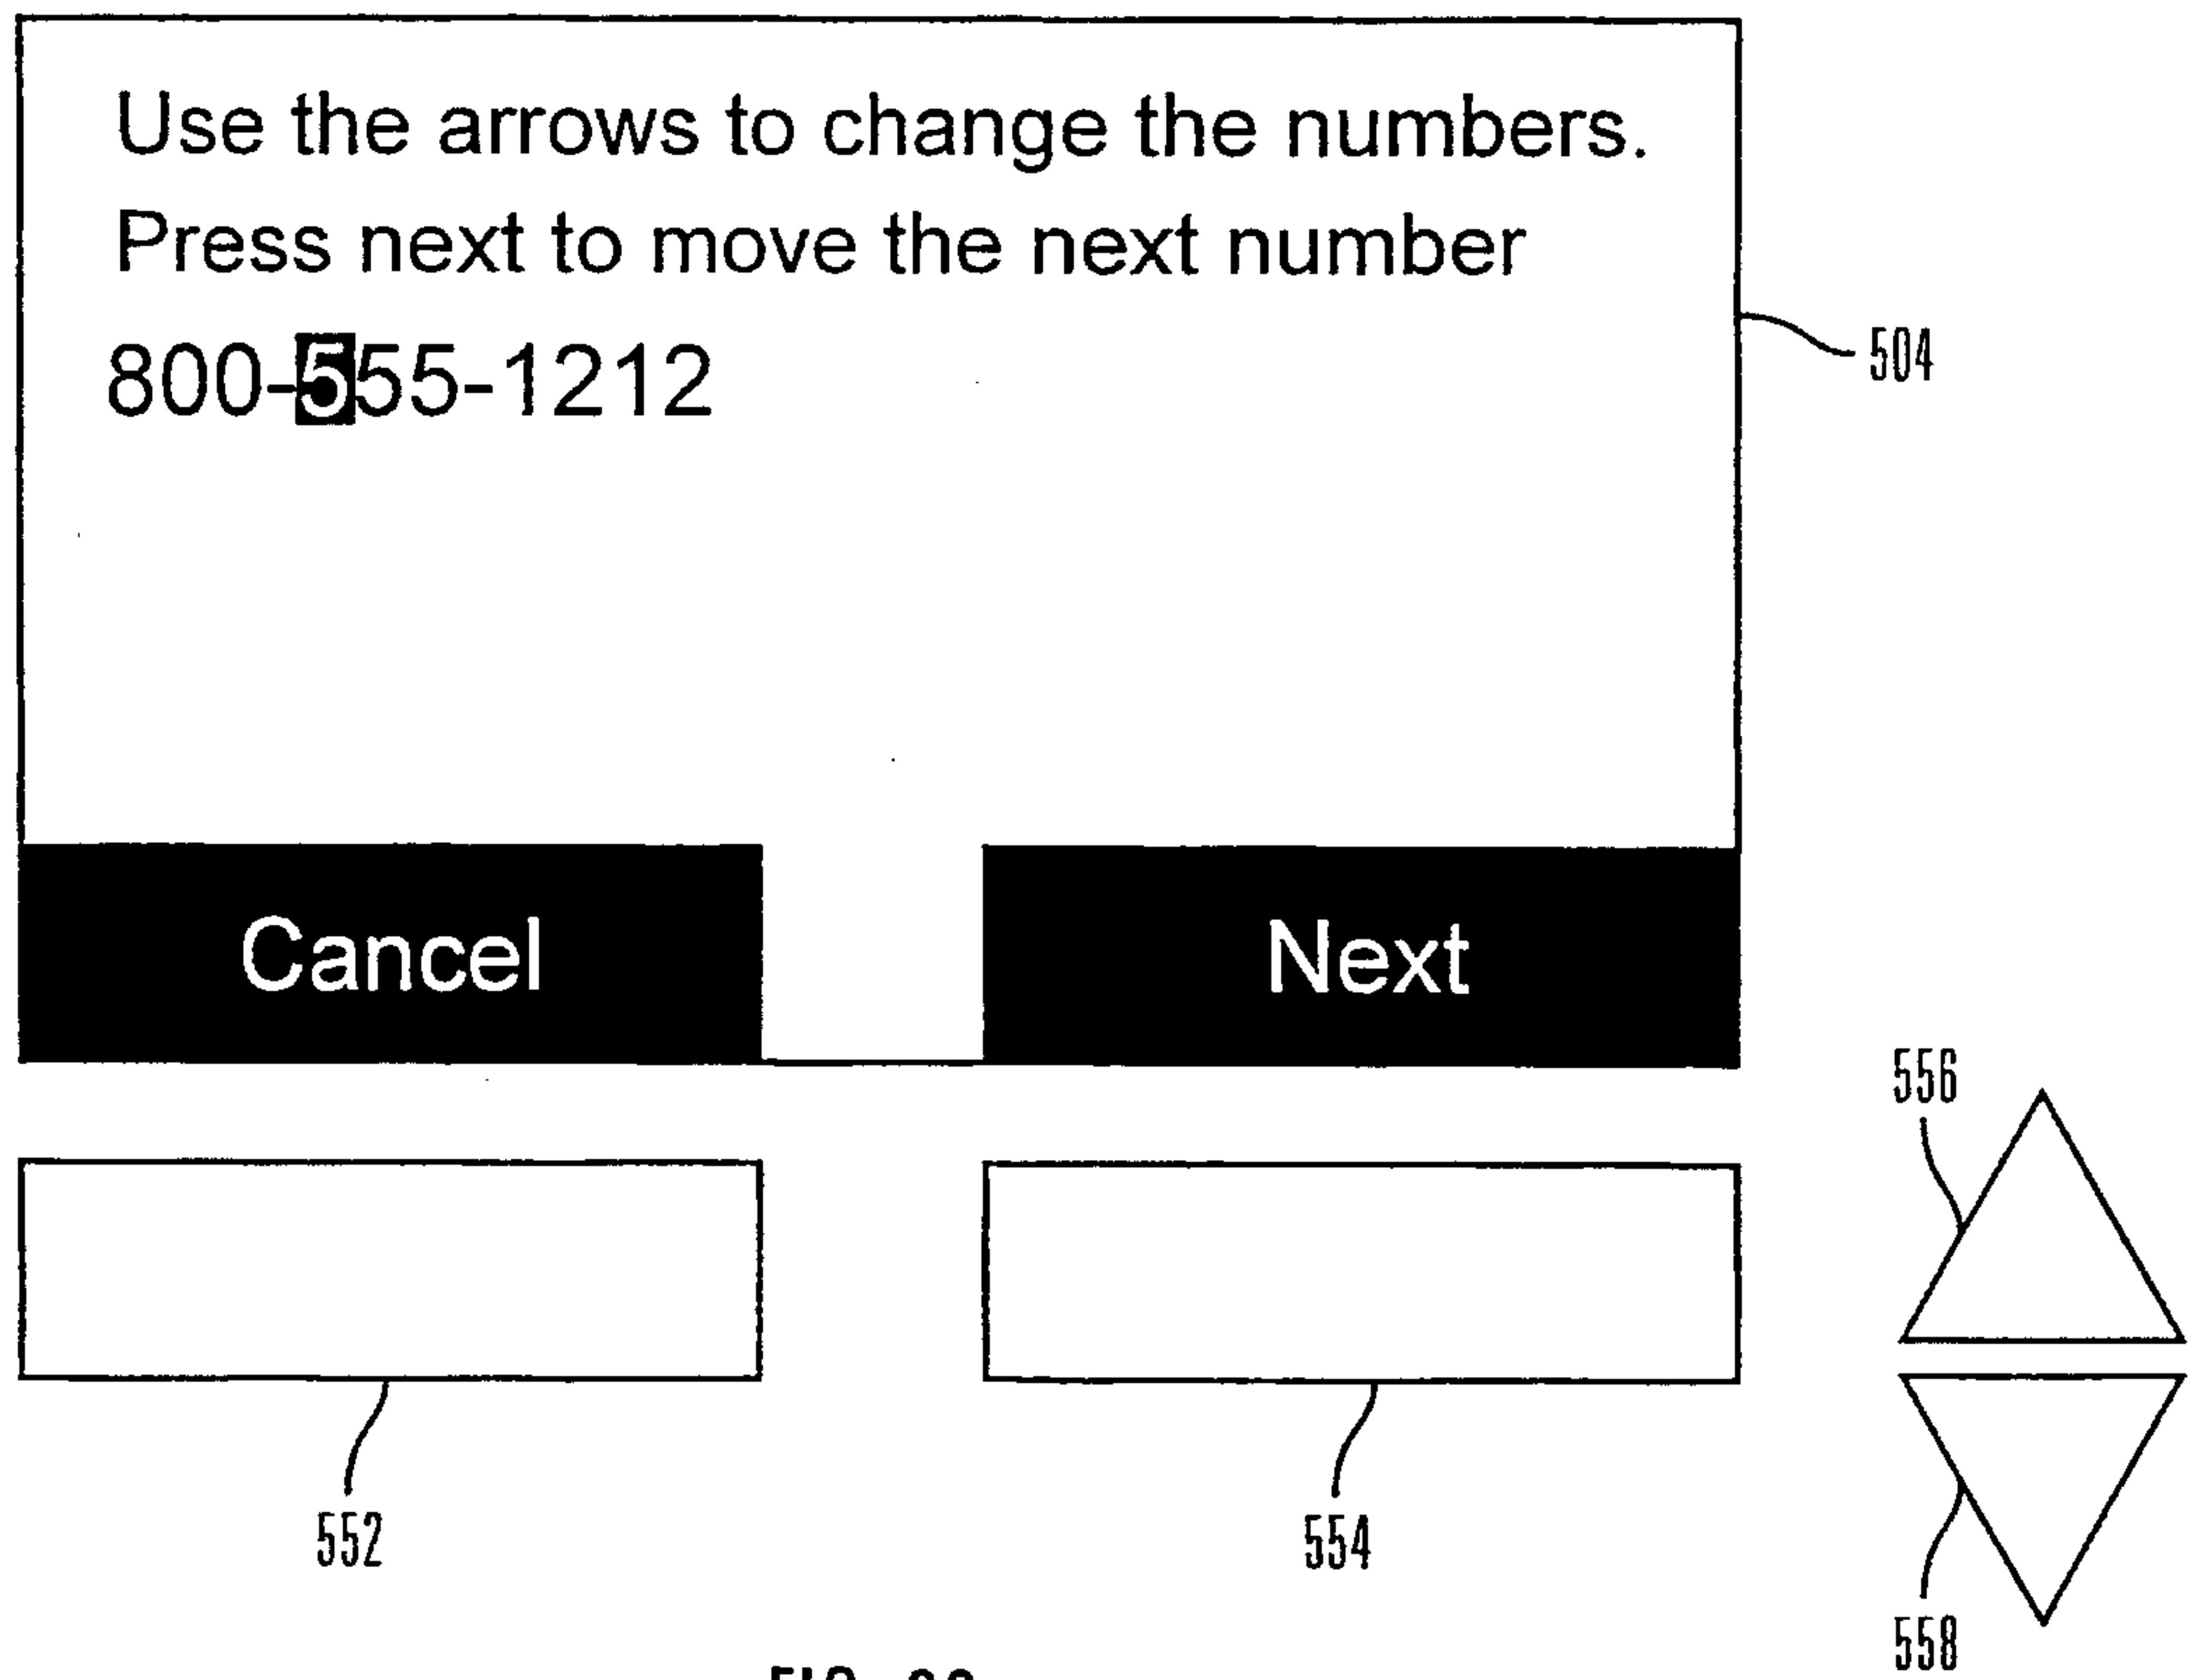 Use the arrows to change the numbers.
Press next to move the next number
800-555-1212
504
Cancel
Next
556
552
554
558